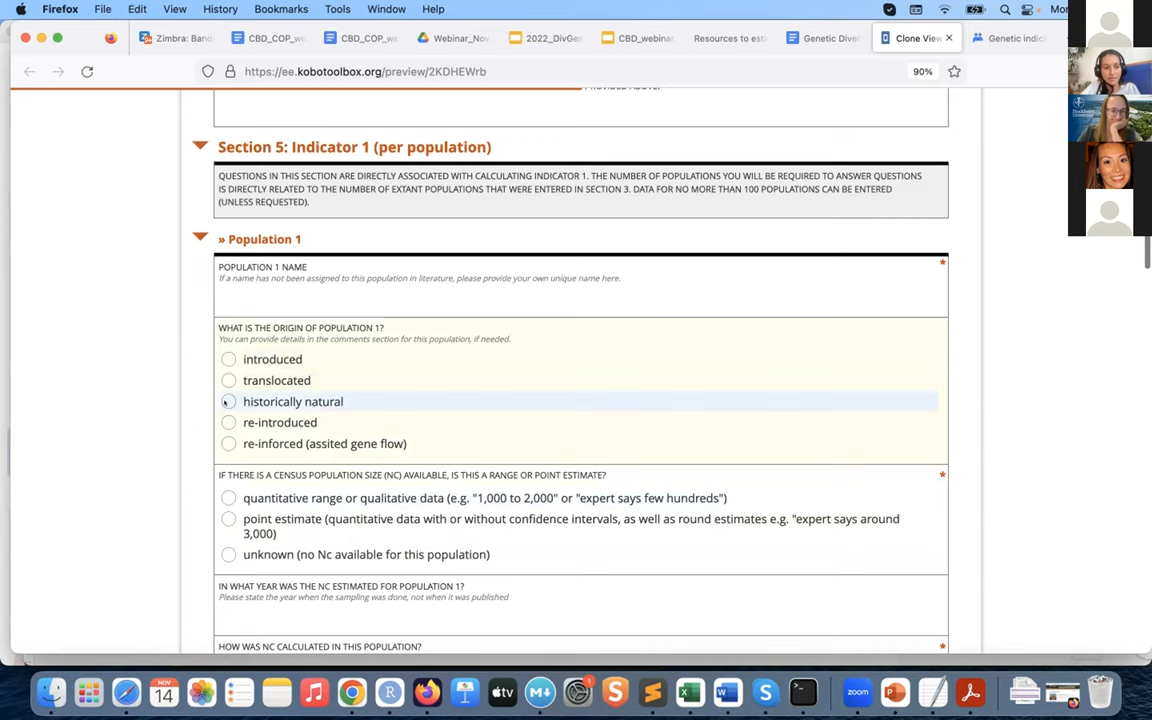 Firefox File Edit View History Bookmarks Tools Window Help
Zimbra: Band
CBD_COP_we
CBD_COP_we
Webinar_Nov
2022_DivGen
CBD_webinar
Resources to esti
Genetic Diver
Clone View
Genetic indic
https://ee.kobotoolbox.org/preview/2KDHEWrb
90%
Section 5: Indicator 1 (per population)
QUESTIONS IN THIS SECTION ARE DIRECTLY ASSOCIATED WITH CALCULATING INDICATOR 1. THE NUMBER OF POPULATIONS YOU WILL BE REQUIRED TO ANSWER QUESTIONS
IS DIRECTLY RELATED TO THE NUMBER OF EXTANT POPULATIONS THAT WERE ENTERED IN SECTION 3. DATA FOR NO MORE THAN 100 POPULATIONS CAN BE ENTERED
(UNLESS REQUESTED).
» Population 1
*
POPULATION 1 NAME
If a name has not been assigned to this population in literature, please provide your own unique name here.
WHAT IS THE ORIGIN OF POPULATION 1?
You can provide details in the comments section for this population, if needed.
introduced
translocated
historically natural
re-introduced
re-inforced (assited gene flow)
IF THERE IS A CENSUS POPULATION SIZE (NC) AVAILABLE, IS THIS A RANGE OR POINT ESTIMATE? *
quantitative range or qualitative data (e.g. "1,000 to 2,000" or "expert says few hundreds")
point estimate (quantitative data with or without confidence intervals, as well as round estimates e.g. "expert says around
3,000)
unknown (no Nc available for this population)
IN WHAT YEAR WAS THE NC ESTIMATED FOR POPULATION 1?
Please state the year when the sampling was done, not when it was published
HOW WAS NC CALCULATED IN THIS POPULATION? *
NOV
14
zoom